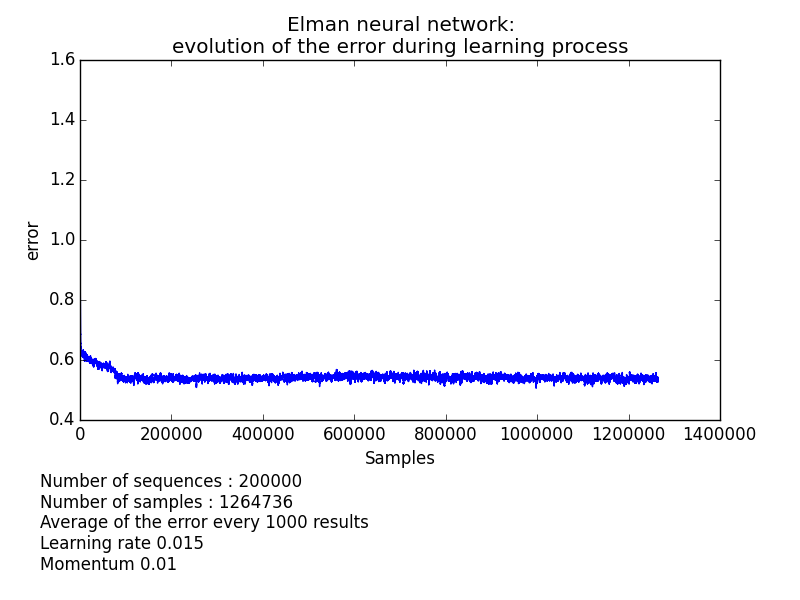 Elman neural network:
evolution of the error during learning process
1.6
1.4
1.2
1.0
0.8
0.6
0.4
error
0 200000 400000 600000 800000 1000000 1200000 1400000
Samples
Number of sequences : 200000
Number of samples : 1264736
Average of the error every 1000 results
Learning rate 0.015
Momentum 0.01